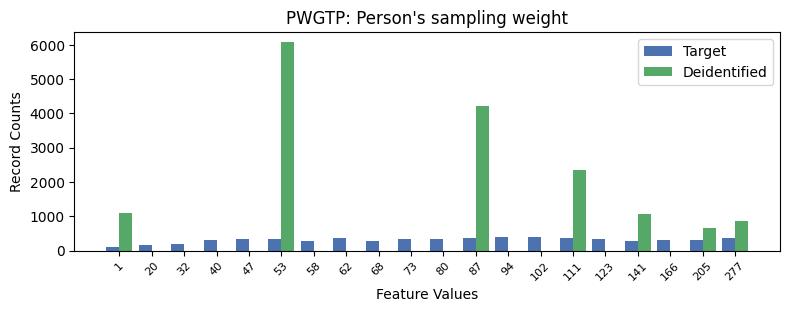 PWGTP: Person's sampling weight
Target
Deidentified
Record Counts
6000
5000
4000
3000
2000
1000
0
1 20 32 40 47 53 58 62 68 73 80 87 94 102 111 123 141 166 205 277
Feature Values